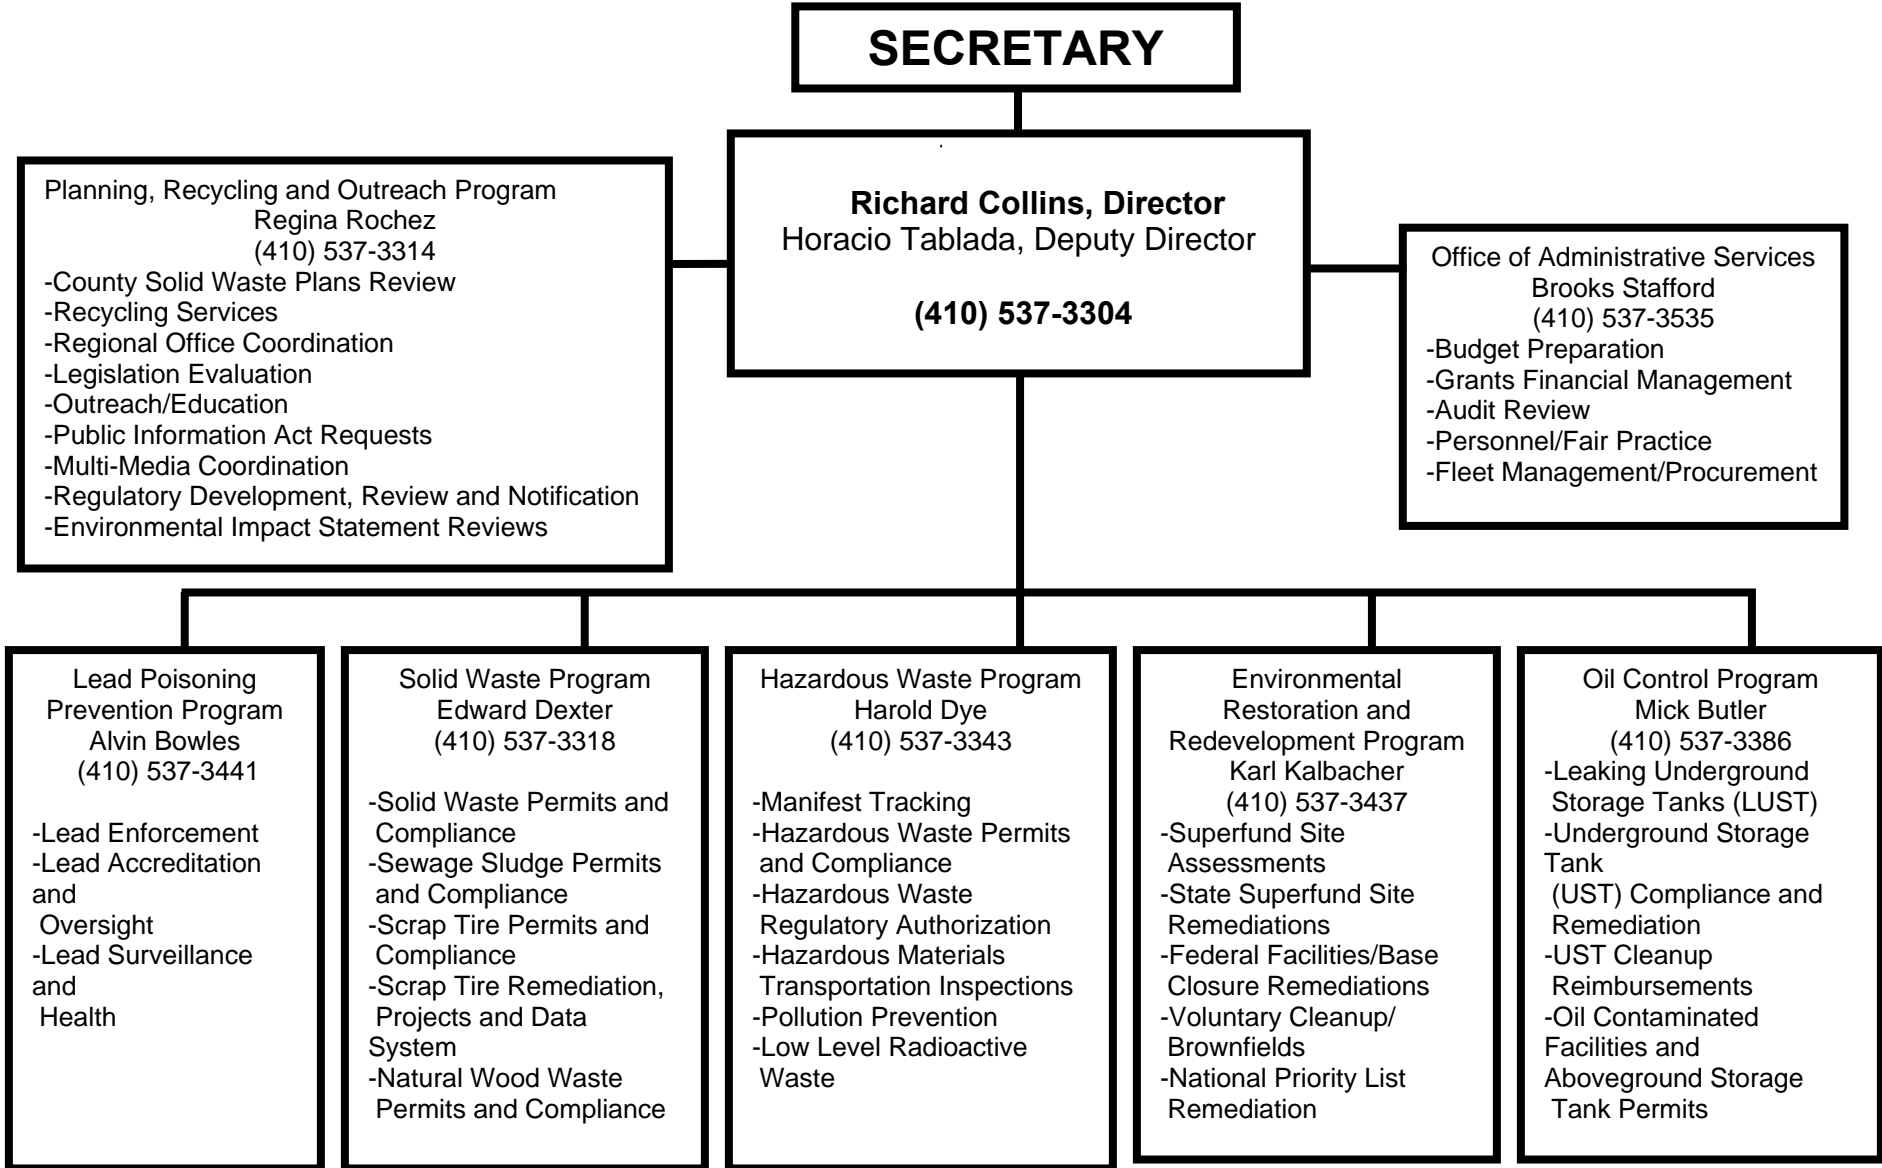 SECRETARY
Richard Collins, Director
Horacio Tablada, Deputy Director
(410) 537-3304
Planning, Recycling and Outreach Program
Regina Rochez
(410) 537-3314
-County Solid Waste Plans Review
-Recycling Services
-Regional Office Coordination
-Legislation Evaluation
-Outreach/Education
-Public Information Act Requests
-Multi-Media Coordination
-Regulatory Development, Review and Notification
-Environmental Impact Statement Reviews
Office of Administrative Services
Brooks Stafford
(410) 537-3535
-Budget Preparation
-Grants Financial Management
-Audit Review
-Personnel/Fair Practice
-Fleet Management/Procurement
Lead Poisoning
Prevention Program
Alvin Bowles
(410) 537-3441
-Lead Enforcement
-Lead Accreditation
and
Oversight
-Lead Surveillance
and
Health
Solid Waste Program
Edward Dexter
(410) 537-3318
-Solid Waste Permits and
Compliance
-Sewage Sludge Permits
and Compliance
-Scrap Tire Permits and
Compliance
-Scrap Tire Remediation,
Projects and Data
System
-Natural Wood Waste
Permits and Compliance
Hazardous Waste Program
Harold Dye
(410) 537-3343
-Manifest Tracking
-Hazardous Waste Permits
and Compliance
-Hazardous Waste
Regulatory Authorization
-Hazardous Materials
Transportation Inspections
-Pollution Prevention
-Low Level Radioactive
Waste
Environmental
Restoration and
Redevelopment Program
Karl Kalbacher
(410) 537-3437
-Superfund Site
Assessments
-State Superfund Site
Remediations
-Federal Facilities/Base
Closure Remediations
-Voluntary Cleanup/
Brownfields
-National Priority List
Remediation
Oil Control Program
Mick Butler
(410) 537-3386
-Leaking Underground
Storage Tanks (LUST)
-Underground Storage
Tank
(UST) Compliance and
Remediation
-UST Cleanup
Reimbursements
-Oil Contaminated
Facilities and
Aboveground Storage
Tank Permits